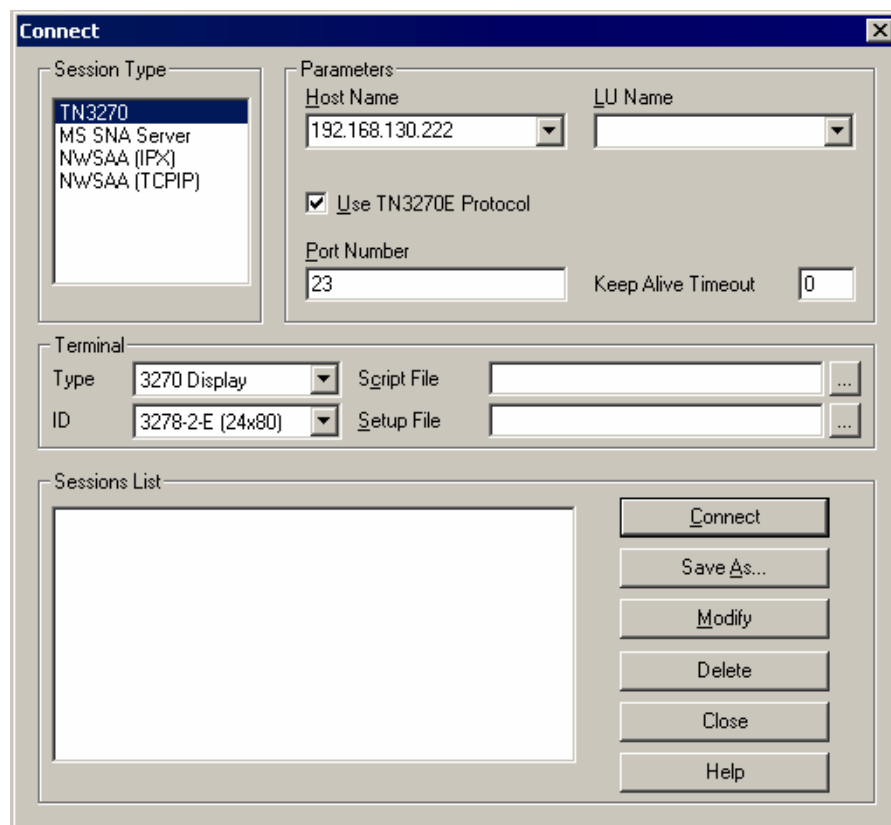 Connect
Session Type
TN3270
MS SNA Server
NWSAA (IPX)
NWSAA (TCPIP)
Parameters
Host Name
LU Name
192.168.130.222
Use TN3270E Protocol
Port Number
23
Keep Alive Timeout
0
Terminal
Type
3270 Display
Script File
...
ID
3278-2-E (24x80)
Setup File
...
Sessions List
Connect
Save As...
Modify
Delete
Close
Help